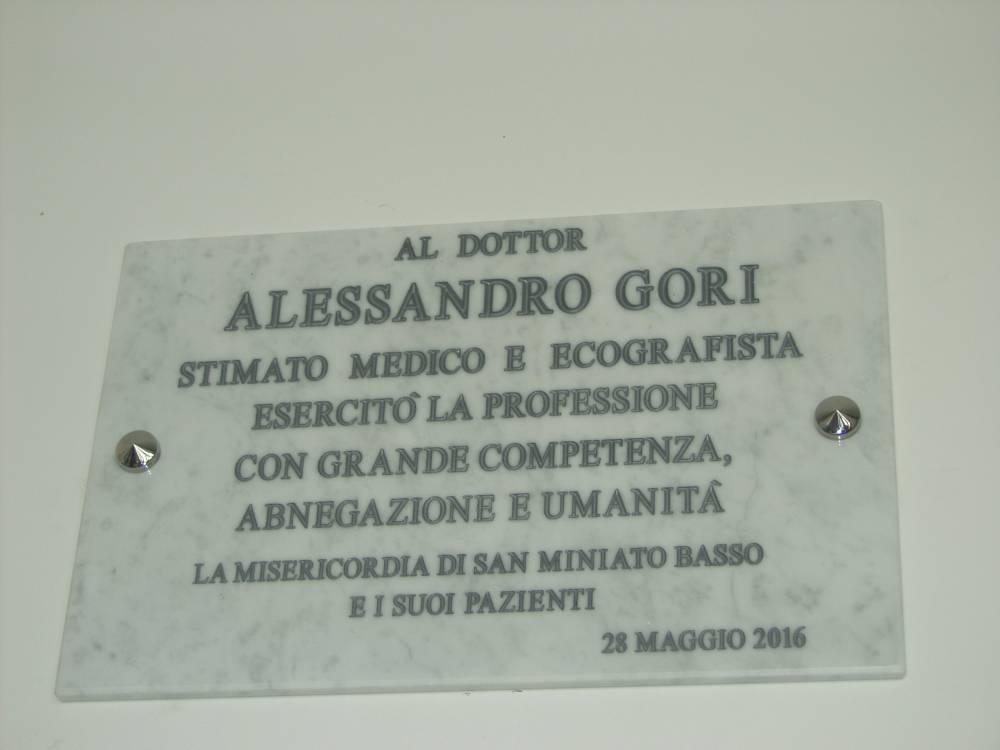 AL DOTTOR
ALESSANDRO GORI
STIMATO MEDICO E ECOGRAFISTA
ESERCITÒ LA PROFESSIONE
CON GRANDE COMPETENZA,
ABNEGAZIONE E UMANITÁ
LA MISERICORDIA DI SAN MINIATO BASSO
E I SUOI PAZIENTI
28 MAGGIO 2016